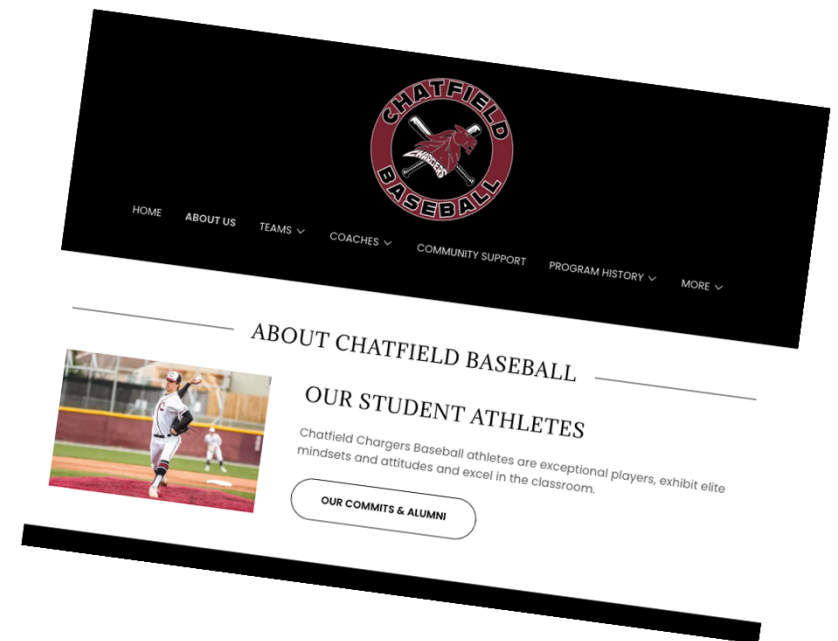 CHATFIELD
CHARGERS
BASEBALL
HOME
ABOUT US
TEAMS
COACHES
COMMUNITY SUPPORT
PROGRAM HISTORY
MORE
ABOUT CHATFIELD BASEBALL
OUR STUDENT ATHLETES
Chatfield Chargers Baseball athletes are exceptional players, exhibit elite
mindsets and attitudes and excel in the classroom.
OUR COMMITS & ALUMNI